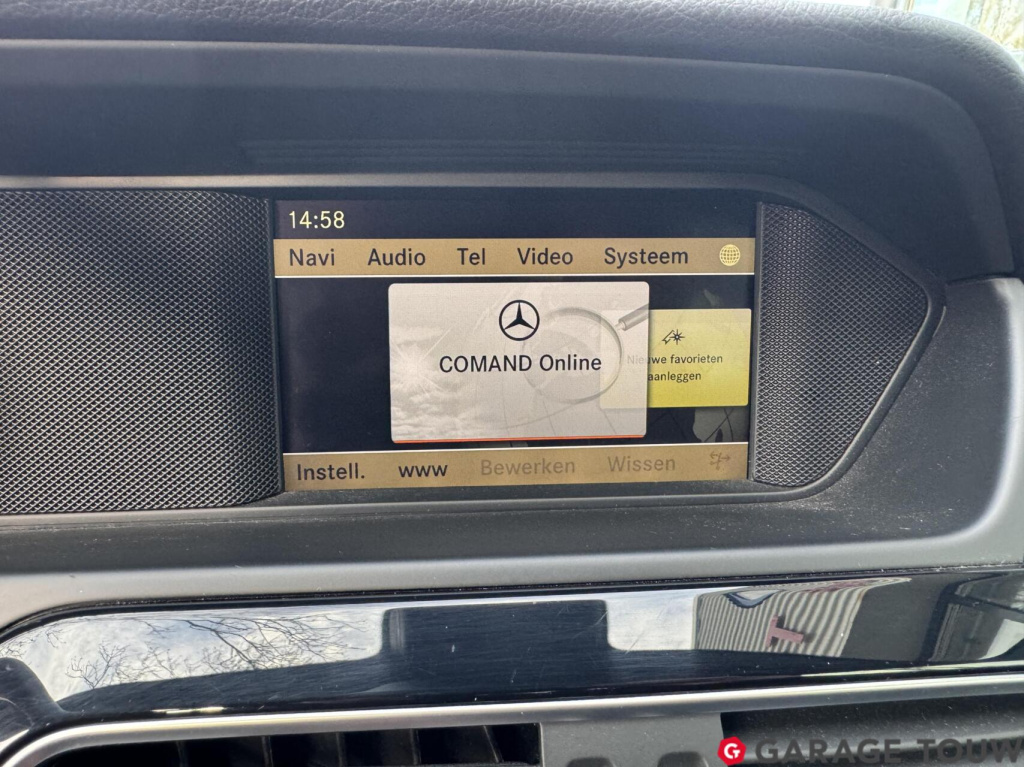 14:58
Navi Audio Tel Video Systeem
COMAND Online
Nieuwe favorieten
aanleggen
Instell. www Bewerken Wissen
GARAGE TOUW